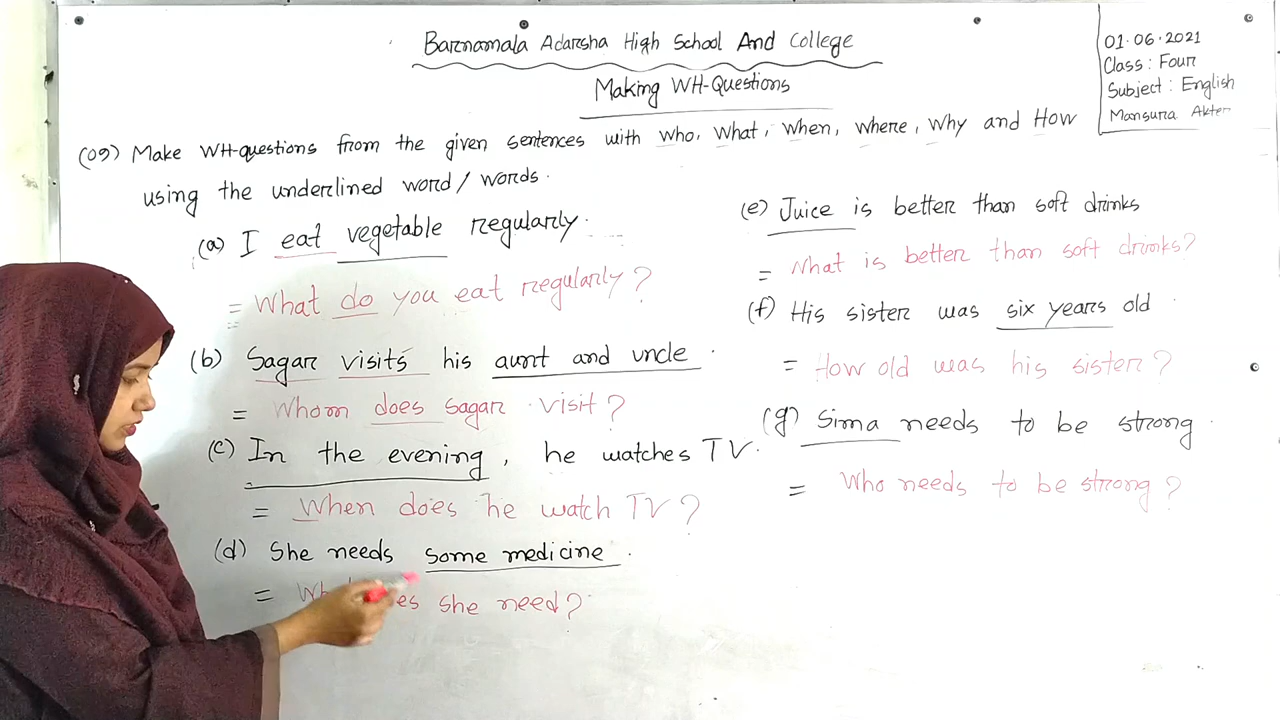 Barnamala Adarsha High School And College
Making WH-Questions
01.06.2021
Class : Four
Subject : English
Mansura Akter
(09) Make WH-questions from the given sentences with who, What, When, Where, Why and How
using the underlined word/words.
(a) I eat vegetable regularly.
= What do you eat regularly?
(b) Sagar visits his aunt and uncle.
= Whom does Sagar visit?
(c) In the evening, he watches TV.
= When does he watch TV?
(d) She needs some medicine.
= she need?
(e) Juice is better than soft drinks
= What is better than soft drinks?
(f) His sister was six years old
= How old was his sister?
(g) Sima needs to be strong.
= Who needs to be strong?